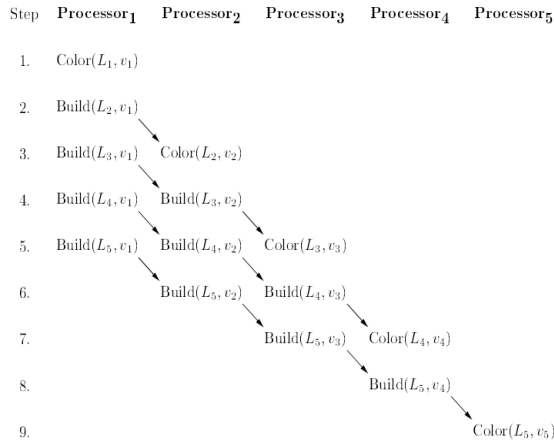 Step Processor1 Processor2 Processor3 Processor4 Processor5
1. Color(L1, v1)
2. Build(L2, v1)
3. Build(L3, v1) Color(L2, v2)
4. Build(L4, v1) Build(L3, v2)
5. Build(L5, v1) Build(L4, v2) Color(L3, v3)
6. Build(L5, v2) Build(L4, v3)
7. Build(L5, v3) Color(L4, v4)
8. Build(L5, v4)
9. Color(L5, v5)